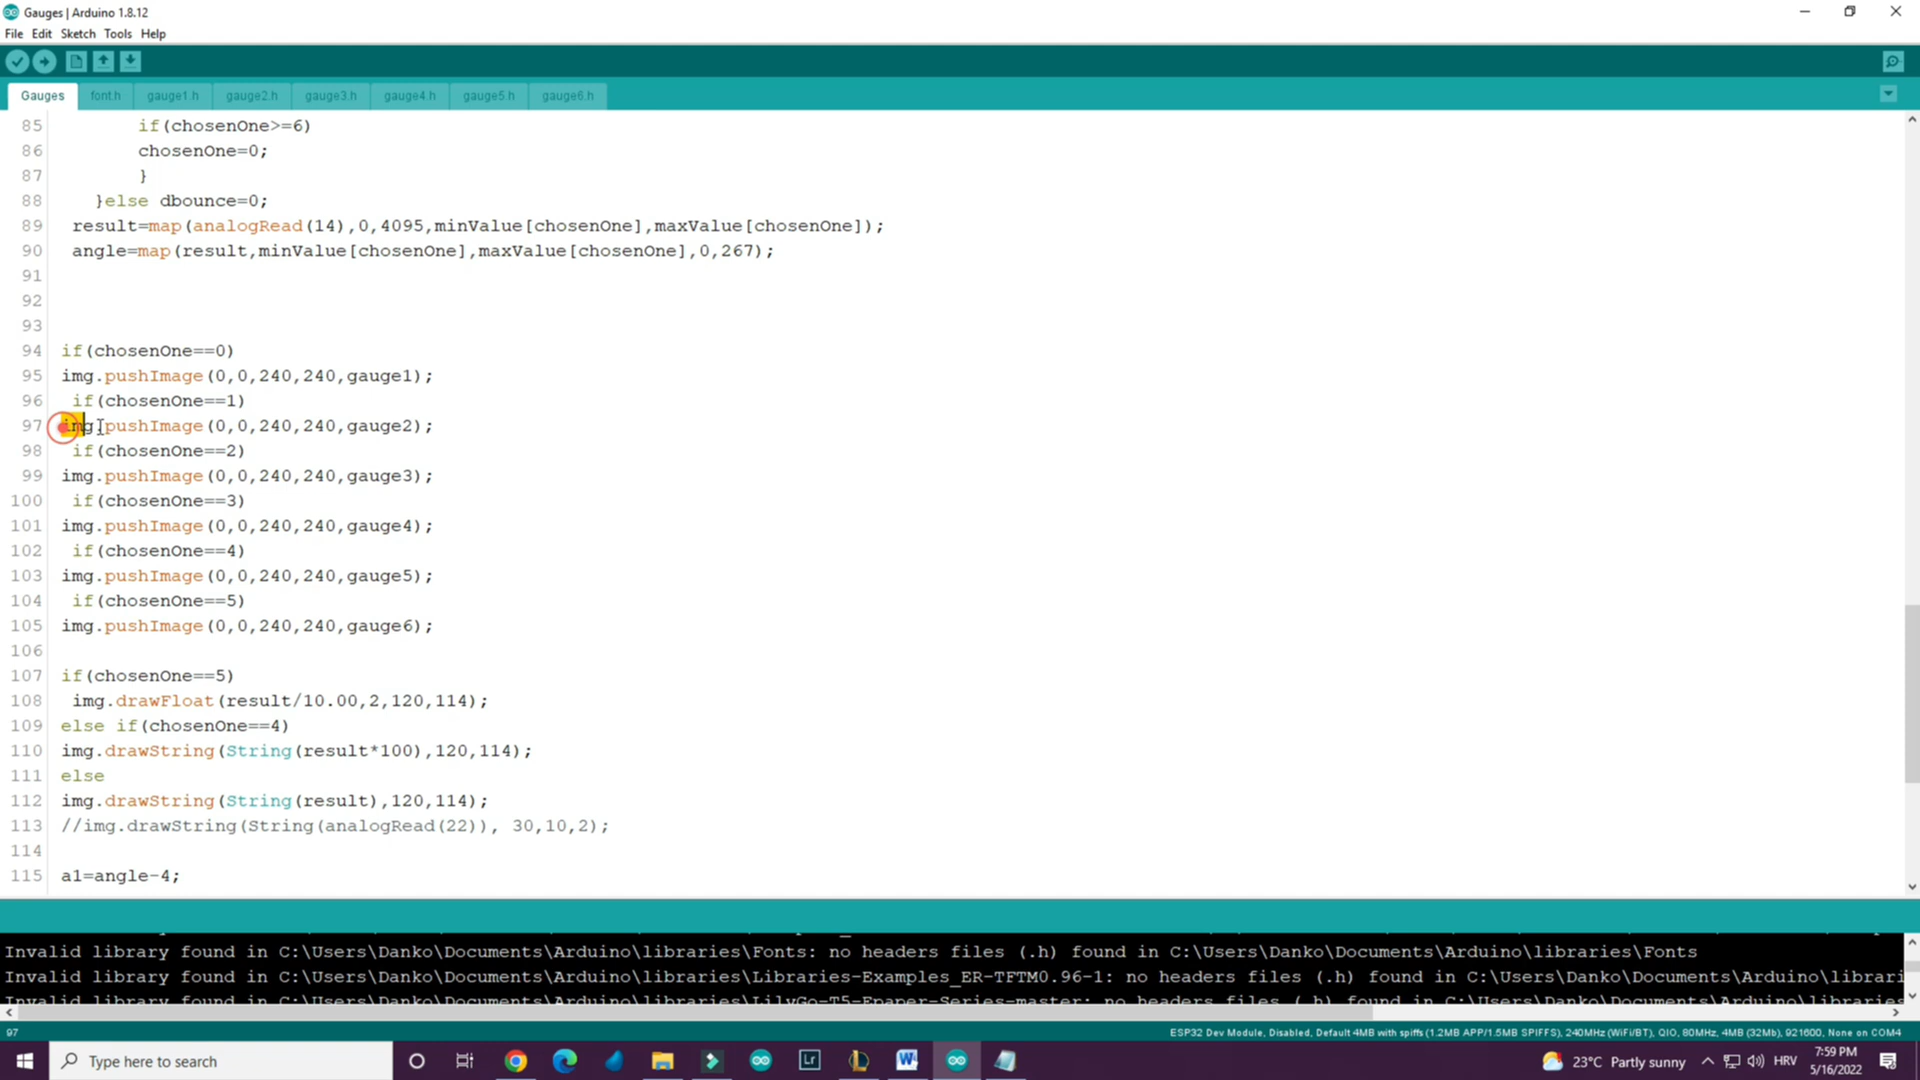 Gauges | Arduino 1.8.12
File Edit Sketch Tools Help
Gauges font.h gauge1.h gauge2.h gauge3.h gauge4.h gauge5.h gauge6.h
85 if(chosenOne>=6)
86 chosenOne=0;
87 }
88 }else dbounce=0;
89 result=map(analogRead(14),0,4095,minValue[chosenOne],maxValue[chosenOne]);
90 angle=map(result,minValue[chosenOne],maxValue[chosenOne],0,267);
91
92
93
94 if(chosenOne==0)
95 img.pushImage(0,0,240,240,gauge1);
96 if(chosenOne==1)
97 img.pushImage(0,0,240,240,gauge2);
98 if(chosenOne==2)
99 img.pushImage(0,0,240,240,gauge3);
100 if(chosenOne==3)
101 img.pushImage(0,0,240,240,gauge4);
102 if(chosenOne==4)
103 img.pushImage(0,0,240,240,gauge5);
104 if(chosenOne==5)
105 img.pushImage(0,0,240,240,gauge6);
106
107 if(chosenOne==5)
108 img.drawFloat(result/10.00,2,120,114);
109 else if(chosenOne==4)
110 img.drawString(String(result*100),120,114);
111 else
112 img.drawString(String(result),120,114);
113 //img.drawString(String(analogRead(22)), 30,10,2);
114
115 a1=angle-4;
Invalid library found in C:\Users\Danko\Documents\Arduino\libraries\Fonts: no headers files (.h) found in C:\Users\Danko\Documents\Arduino\libraries\Fonts
Invalid library found in C:\Users\Danko\Documents\Arduino\libraries\Libraries-Examples_ER-TFTM0.96-1: no headers files (.h) found in C:\Users\Danko\Documents\Arduino\librari
Invalid library found in C:\Users\Danko\Documents\Arduino\libraries\LilyGo-T5-Epaper-Series-master: no headers files (.h) found in C:\Users\Danko\Documents\Arduino\libraries
97 ESP32 Dev Module, Disabled, Default 4MB with spiffs (1.2MB APP/1.5MB SPIFFS), 240MHz (WiFi/BT), QIO, 80MHz, 4MB (32Mb), 921600, None on COM4
Type here to search Lr W 23°C Partly sunny HRV 7:59 PM
5/16/2022